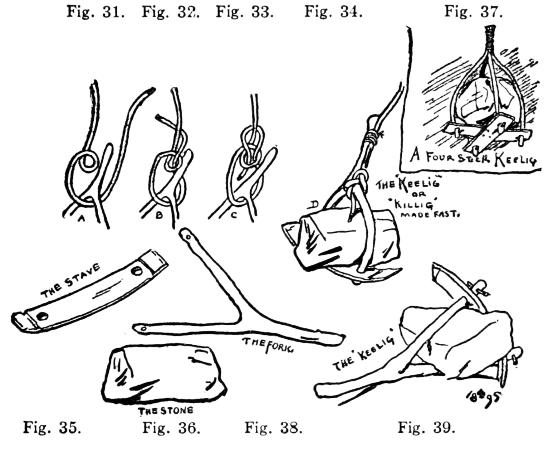 Fig. 31. Fig. 32. Fig. 33. Fig. 34. Fig. 37.
A FOUR STICK KEELIG
A B C D
THE "KEELIG"
OR
"KILLIG"
MADE FAST.
THE STAVE
THE FORK
THE "KEELIG"
THE STONE
1895
Fig. 35. Fig. 36. Fig. 38. Fig. 39.